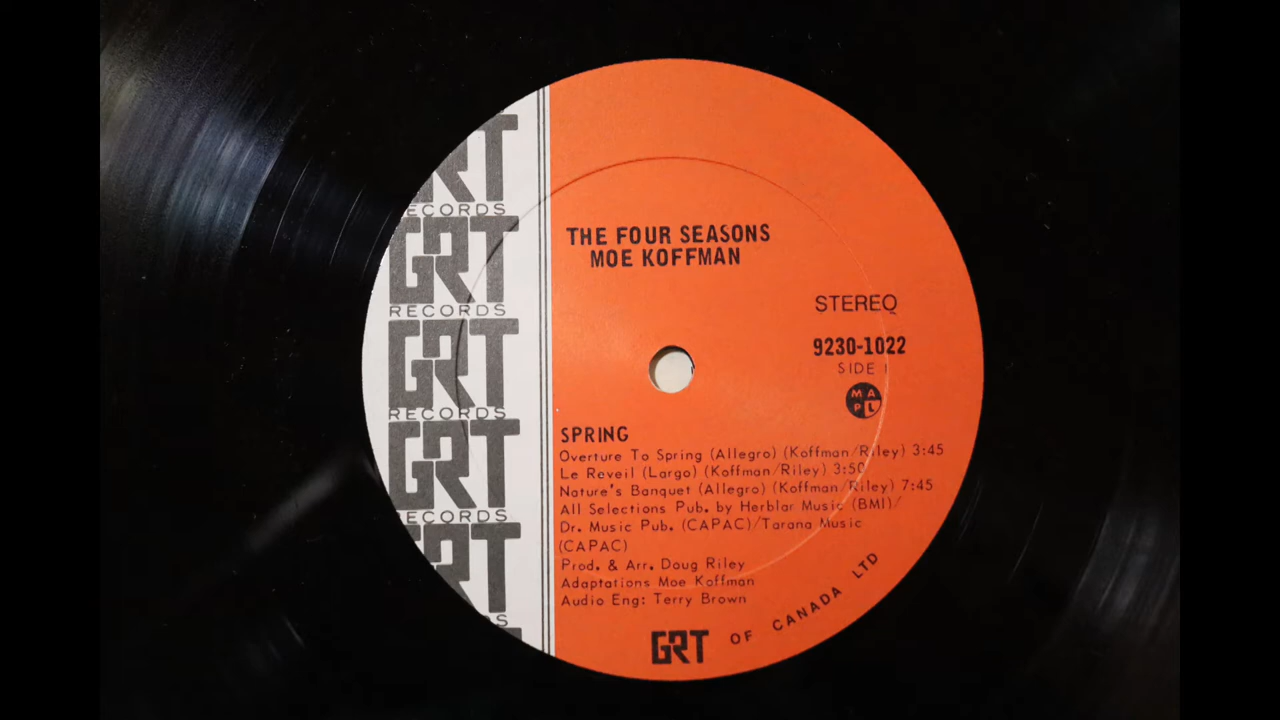 GRT
ECORDS
GRT
RECORDS
GRT
RECORDS
GRT
ECORDS
GRT
THE FOUR SEASONS
MOE KOFFMAN
STEREO
9230-1022
SIDE 1
M A
P L
SPRING
Overture To Spring (Allegro) (Koffman/Riley) 3:45
Le Reveil (Largo) (Koffman/Riley) 3:50
Nature's Banquet (Allegro) (Koffman/Riley) 7:45
All Selections Pub. by Herblar Music (BMI)/
Dr. Music Pub. (CAPAC)/Tarana Music
(CAPAC)
Prod. & Arr. Doug Riley
Adaptations Moe Koffman
Audio Eng: Terry Brown
GRT OF CANADA LTD